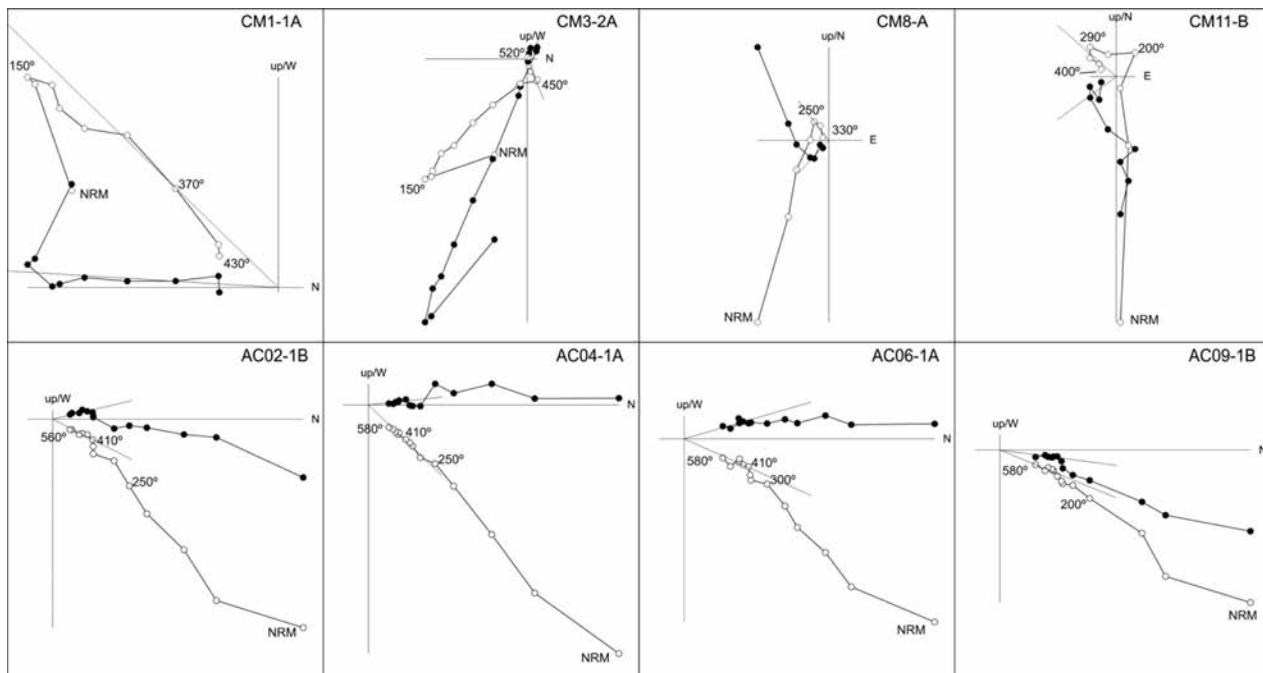 CM1-1A
up/W
150º
NRM
370º
430º
N
CM3-2A
up/W
520º
N
450º
NRM
150º
CM8-A
up/N
250º
330º
E
NRM
CM11-B
up/N
290º
200º
400º
E
NRM
AC02-1B
up/W
N
560º
410º
250º
NRM
AC04-1A
up/W
N
580º
410º
250º
NRM
AC06-1A
up/W
N
580º
410º
300º
NRM
AC09-1B
up/W
N
580º
200º
NRM